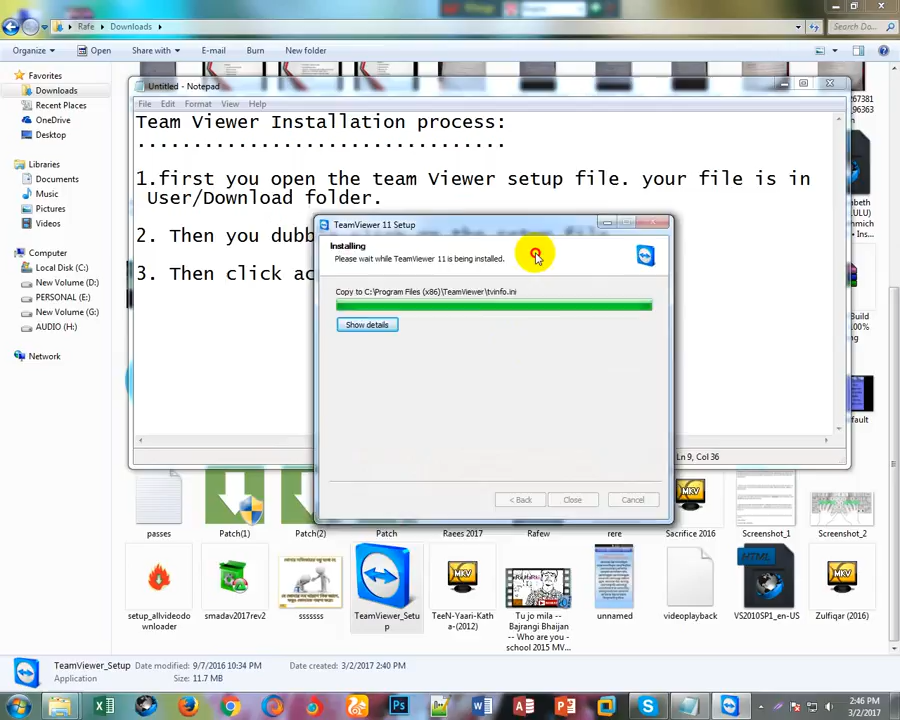 Rafe Downloads Search Do...
Organize Open Share with E-mail Burn New folder
Favorites
Downloads
Recent Places
OneDrive
Desktop
Libraries
Documents
Music
Pictures
Videos
Computer
Local Disk (C:)
New Volume (D:)
PERSONAL (E:)
New Volume (G:)
AUDIO (H:)
Network
Untitled - Notepad
File Edit Format View Help
Team Viewer Installation process:
.................................
1.first you open the team Viewer setup file. your file is in
User/Download folder.
2. Then you dubb
3. Then click ac
Ln 9, Col 36
TeamViewer 11 Setup
Installing
Please wait while TeamViewer 11 is being installed.
Copy to C:\Program Files (x86)\TeamViewer\tvinfo.ini
Show details
< Back Close Cancel
passes Patch(1) Patch(2) Patch Raees 2017 Rafew rere Sacrifice 2016 Screenshot_1 Screenshot_2
setup_allvideodownloader
smadav2017rev2
sssssss
TeamViewer_Setup
TeeN-Yaari-Katha-(2012)
Tu jo mila -- Bajrangi Bhaijan -- Who are you - school 2015 MV...
unnamed
videoplayback
VS2010SP1_en-US
Zulfiqar (2016)
TeamViewer_Setup Date modified: 9/7/2016 10:34 PM Date created: 3/2/2017 2:40 PM
Application Size: 11.7 MB
2:46 PM
3/2/2017